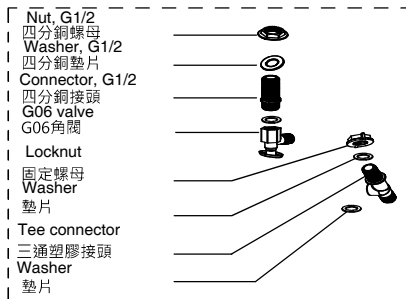 Nut, G1/2
四分銅螺母
Washer, G1/2
四分銅墊片
Connector, G1/2
四分銅接頭
G06 valve
G06角閥
Locknut
固定螺母
Washer
墊片
Tee connector
三通塑膠接頭
Washer
墊片